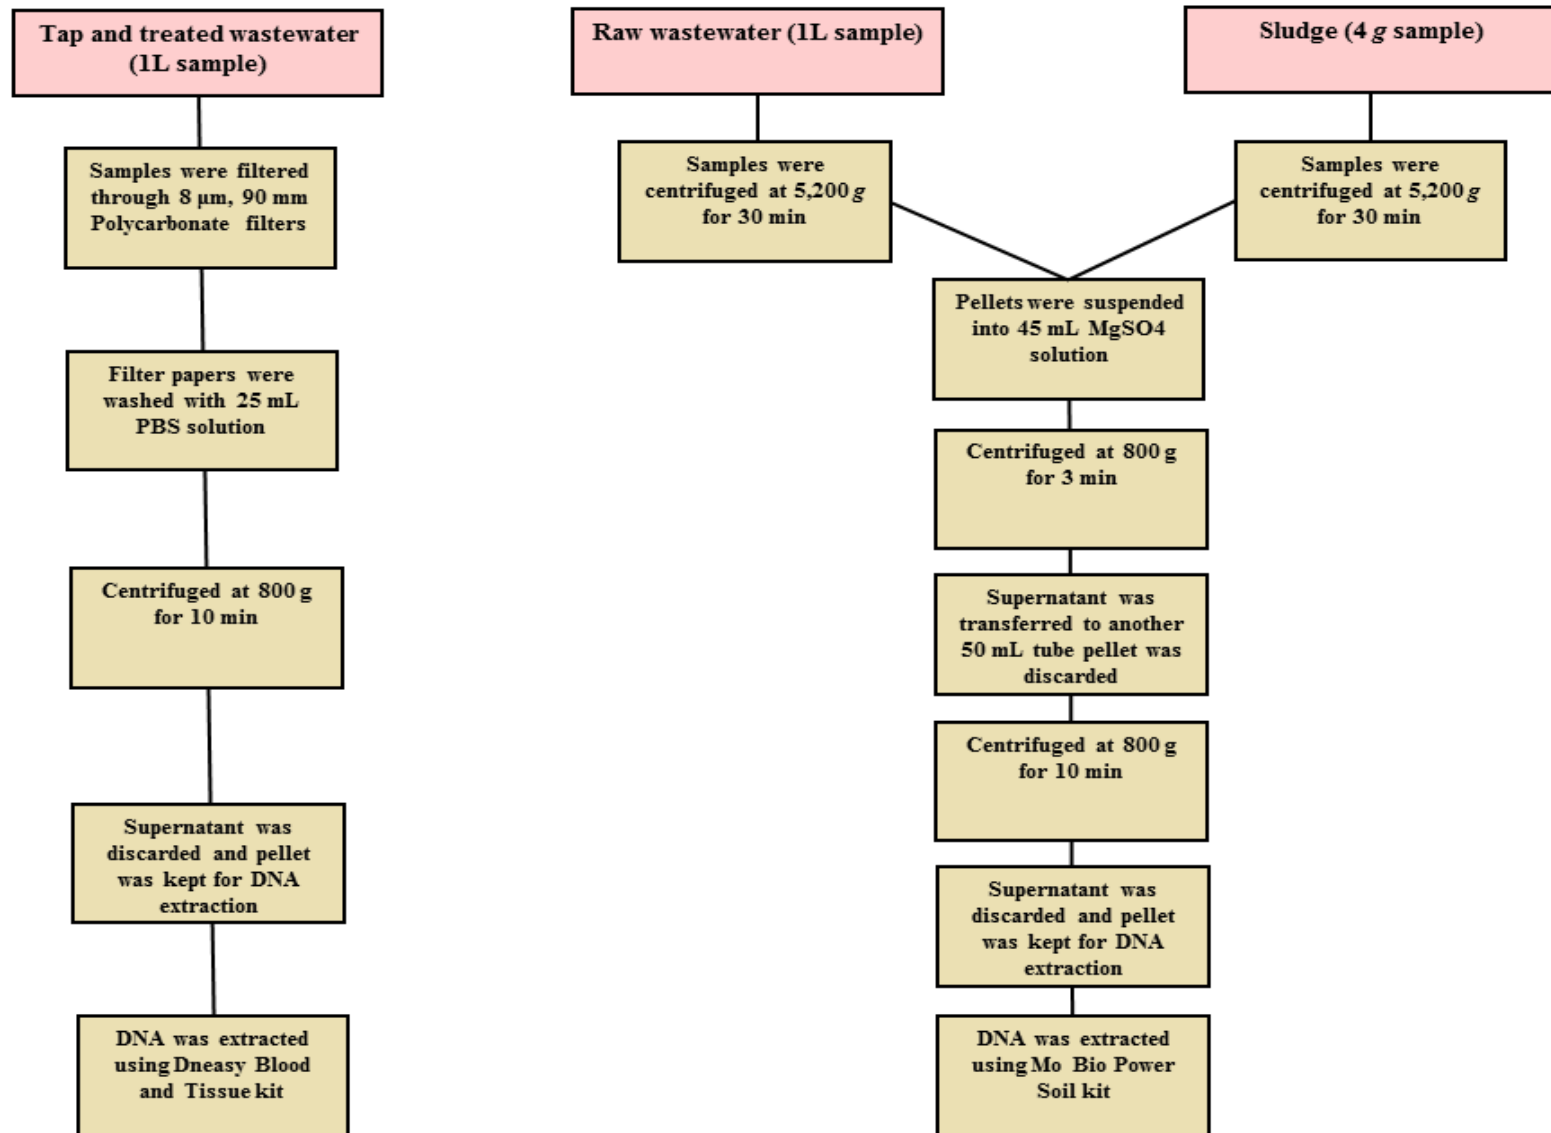 Tap and treated wastewater
(1L sample)
Samples were filtered
through 8 µm, 90 mm
Polycarbonate filters
Filter papers were
washed with 25 mL
PBS solution
Centrifuged at 800 g
for 10 min
Supernatant was
discarded and pellet
was kept for DNA
extraction
DNA was extracted
using Dneasy Blood
and Tissue kit
Raw wastewater (1L sample)
Samples were
centrifuged at 5,200 g
for 30 min
Sludge (4 g sample)
Samples were
centrifuged at 5,200 g
for 30 min
Pellets were suspended
into 45 mL MgSO4
solution
Centrifuged at 800 g
for 3 min
Supernatant was
transferred to another
50 mL tube pellet was
discarded
Centrifuged at 800 g
for 10 min
Supernatant was
discarded and pellet
was kept for DNA
extraction
DNA was extracted
using Mo Bio Power
Soil kit